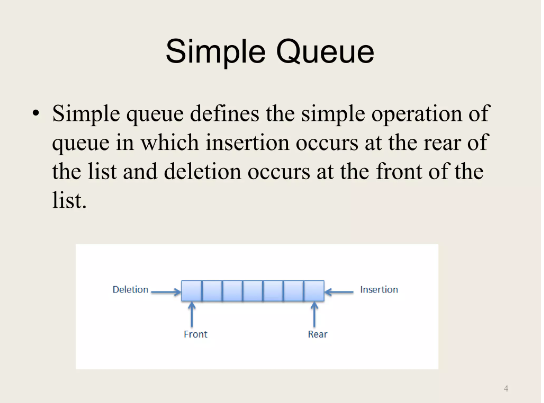 Simple Queue
• Simple queue defines the simple operation of
queue in which insertion occurs at the rear of
the list and deletion occurs at the front of the
list.
Deletion Insertion
Front Rear
4